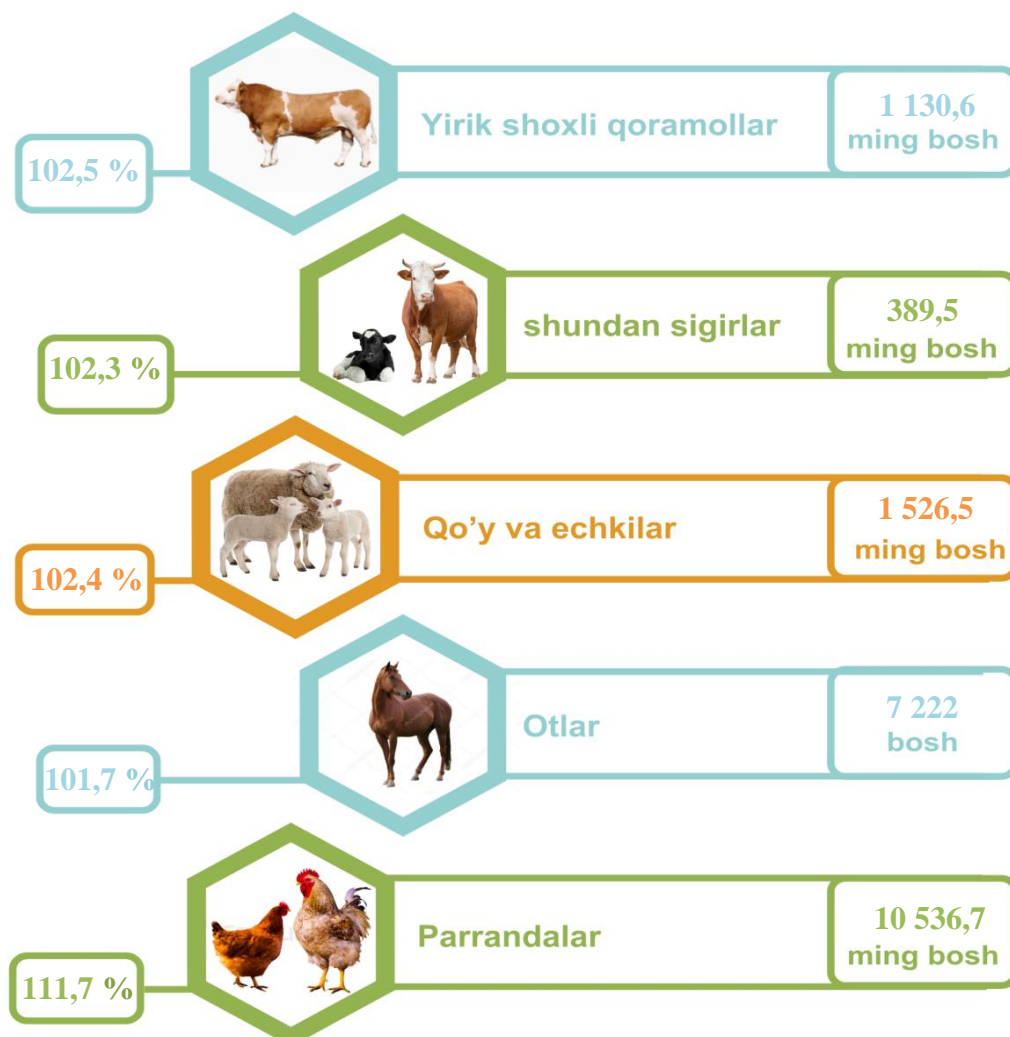 Yirik shoxli qoramollar
1 130,6
ming bosh
102,5 %
shundan sigirlar
389,5
ming bosh
102,3 %
Qo’y va echkilar
1 526,5
ming bosh
102,4 %
Otlar
7 222
bosh
101,7 %
Parrandalar
10 536,7
ming bosh
111,7 %